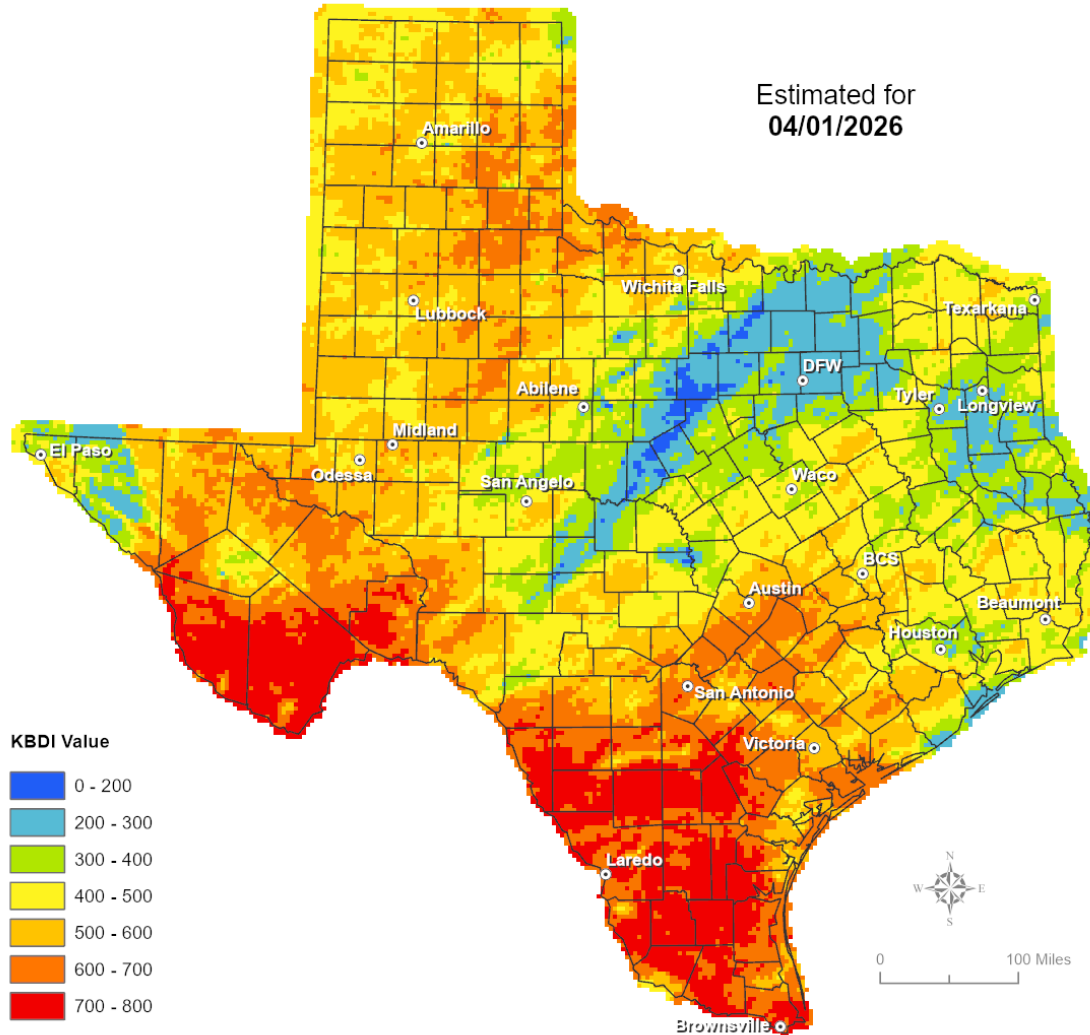 Estimated for
04/01/2026
Amarillo
Wichita Falls
Texarkana
Lubbock
DFW
Abilene
Tyler
Longview
El Paso
Midland
Odessa
San Angelo
Waco
BCS
Austin
Beaumont
Houston
San Antonio
Victoria
Laredo
Brownsville
KBDI Value
0 - 200
200 - 300
300 - 400
400 - 500
500 - 600
600 - 700
700 - 800
N
W E
S
0 100 Miles